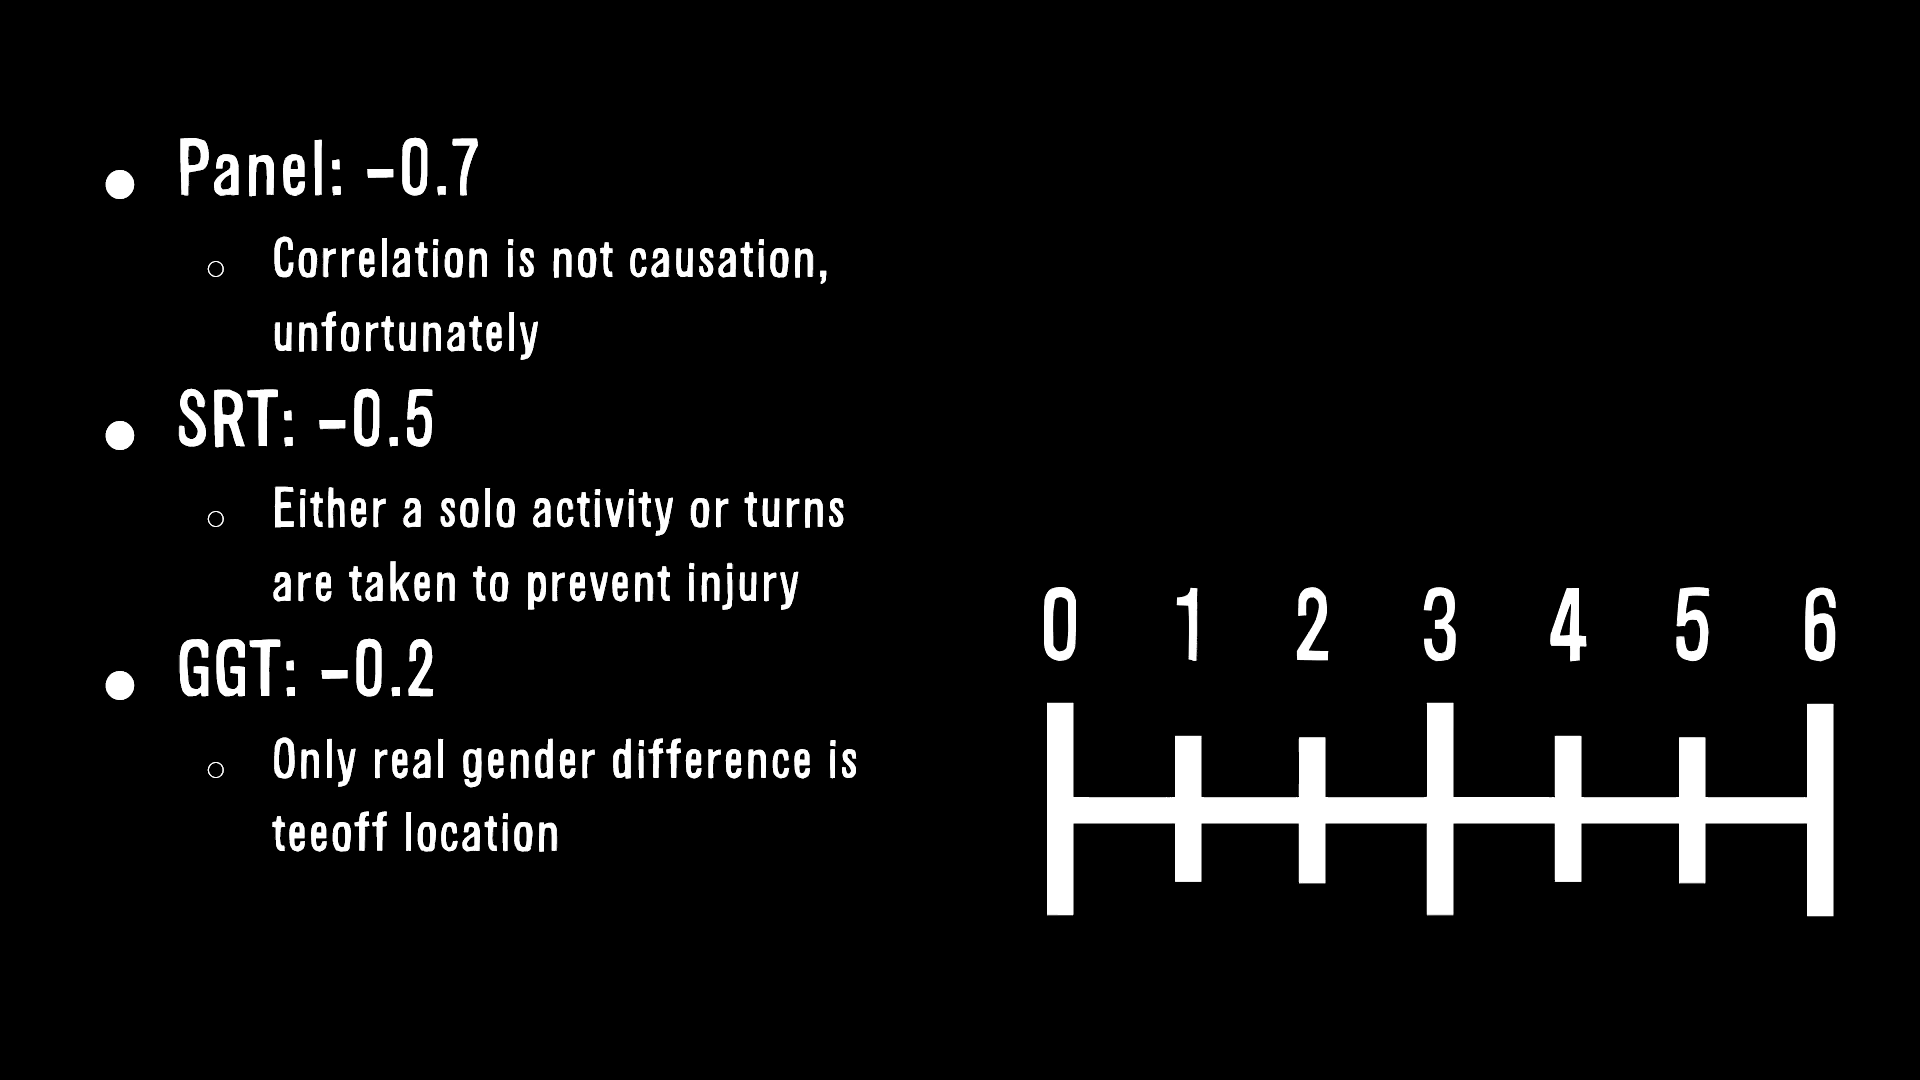 Panel: -0.7
Correlation is not causation,
unfortunately
SRT: -0.5
Either a solo activity or turns
are taken to prevent injury
GGT: -0.2
Only real gender difference is
teeoff location
0 1 2 3 4 5 6